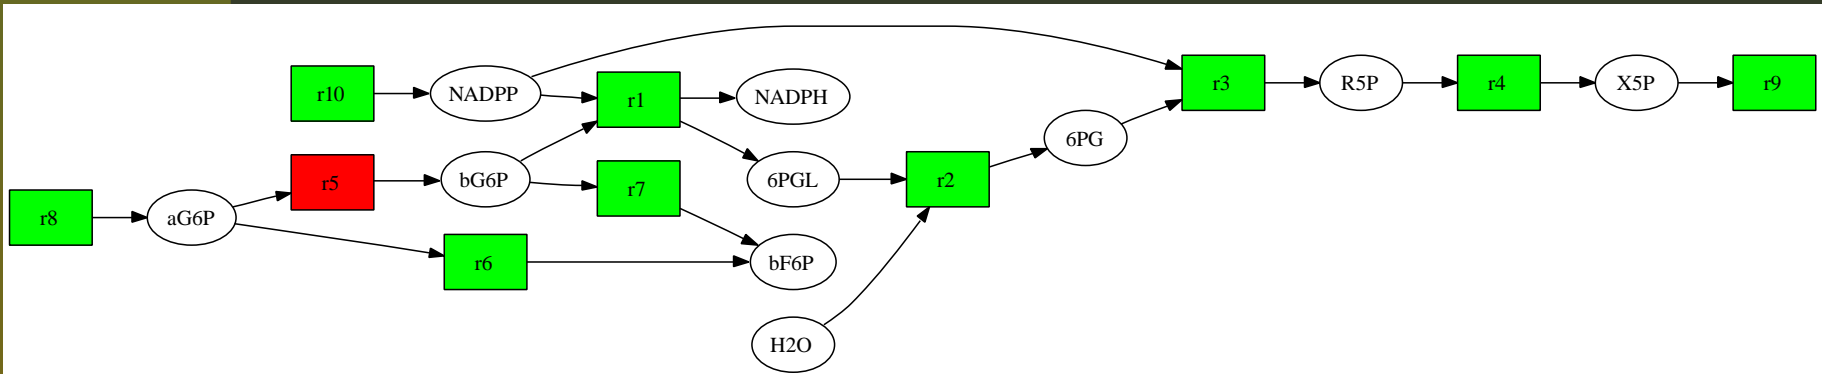 r10
NADPP
r1
NADPH
r3
R5P
r4
X5P
r9
6PG
r8
aG6P
r5
bG6P
r7
6PGL
r2
r6
bF6P
H2O